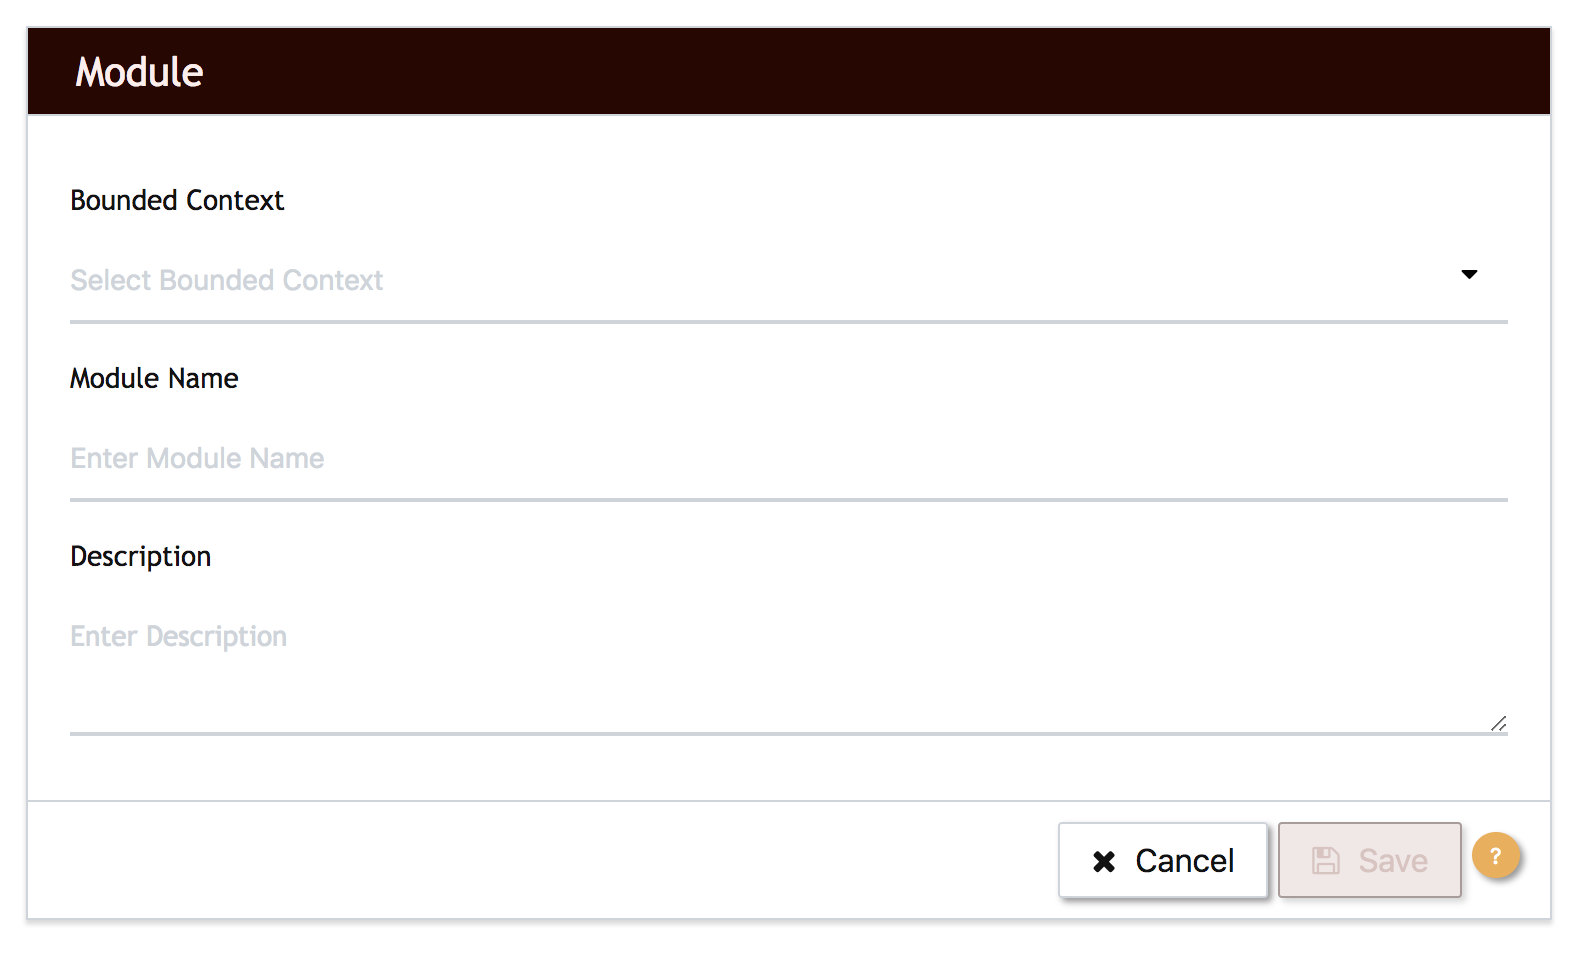 Module
Bounded Context
Select Bounded Context
Module Name
Enter Module Name
Description
Enter Description
Cancel
Save
?